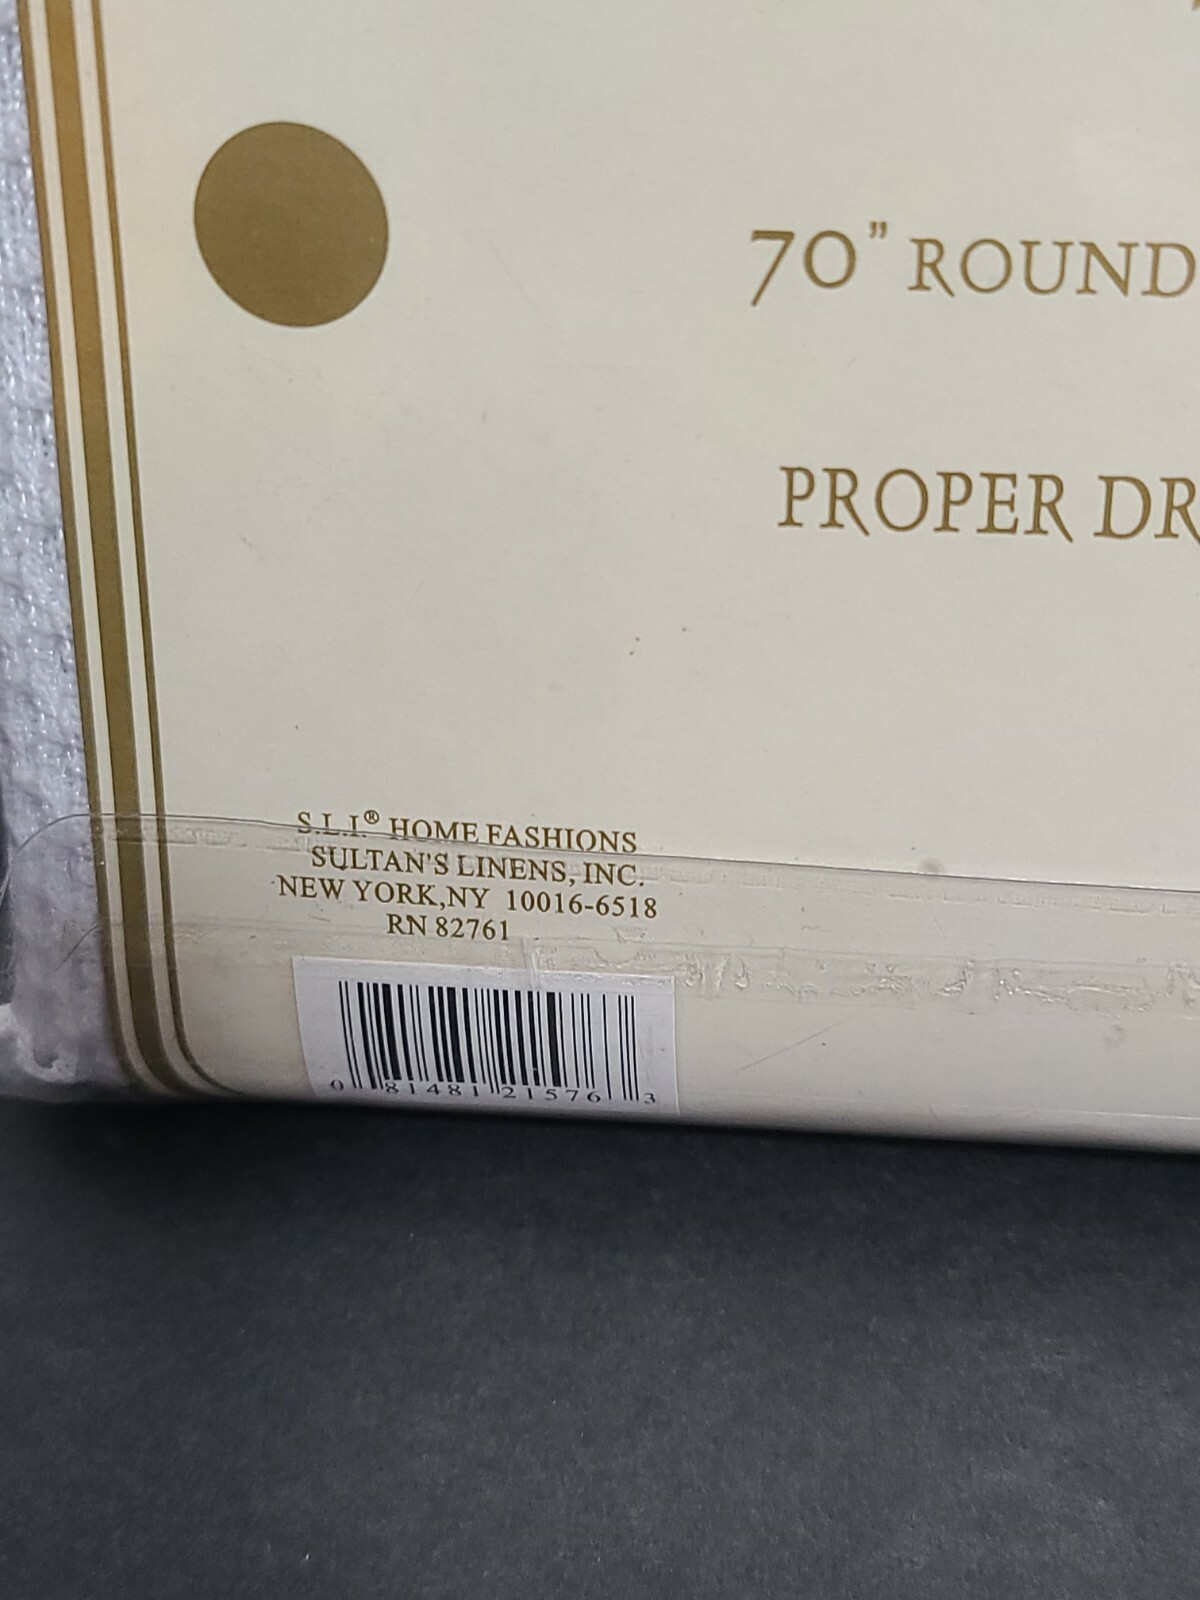 70" ROUND
PROPER DR
S.L.I.® HOME FASHIONS
SULTAN'S LINENS, INC.
NEW YORK,NY 10016-6518
RN 82761
0 81481 21576 3